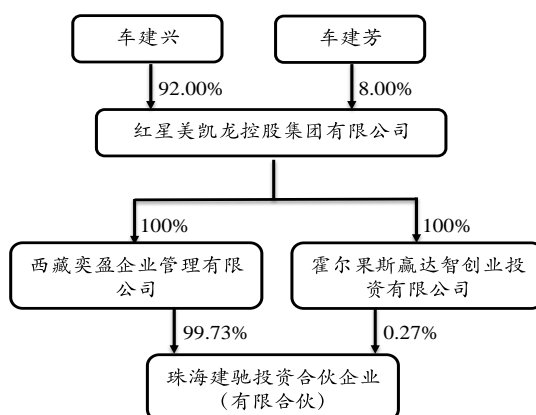 车建兴
车建芳
92.00%
8.00%
红星美凯龙控股集团有限公司
100%
100%
西藏奕盈企业管理有限
公司
霍尔果斯赢达智创业投
资有限公司
99.73%
0.27%
珠海建驰投资合伙企业
（有限合伙）